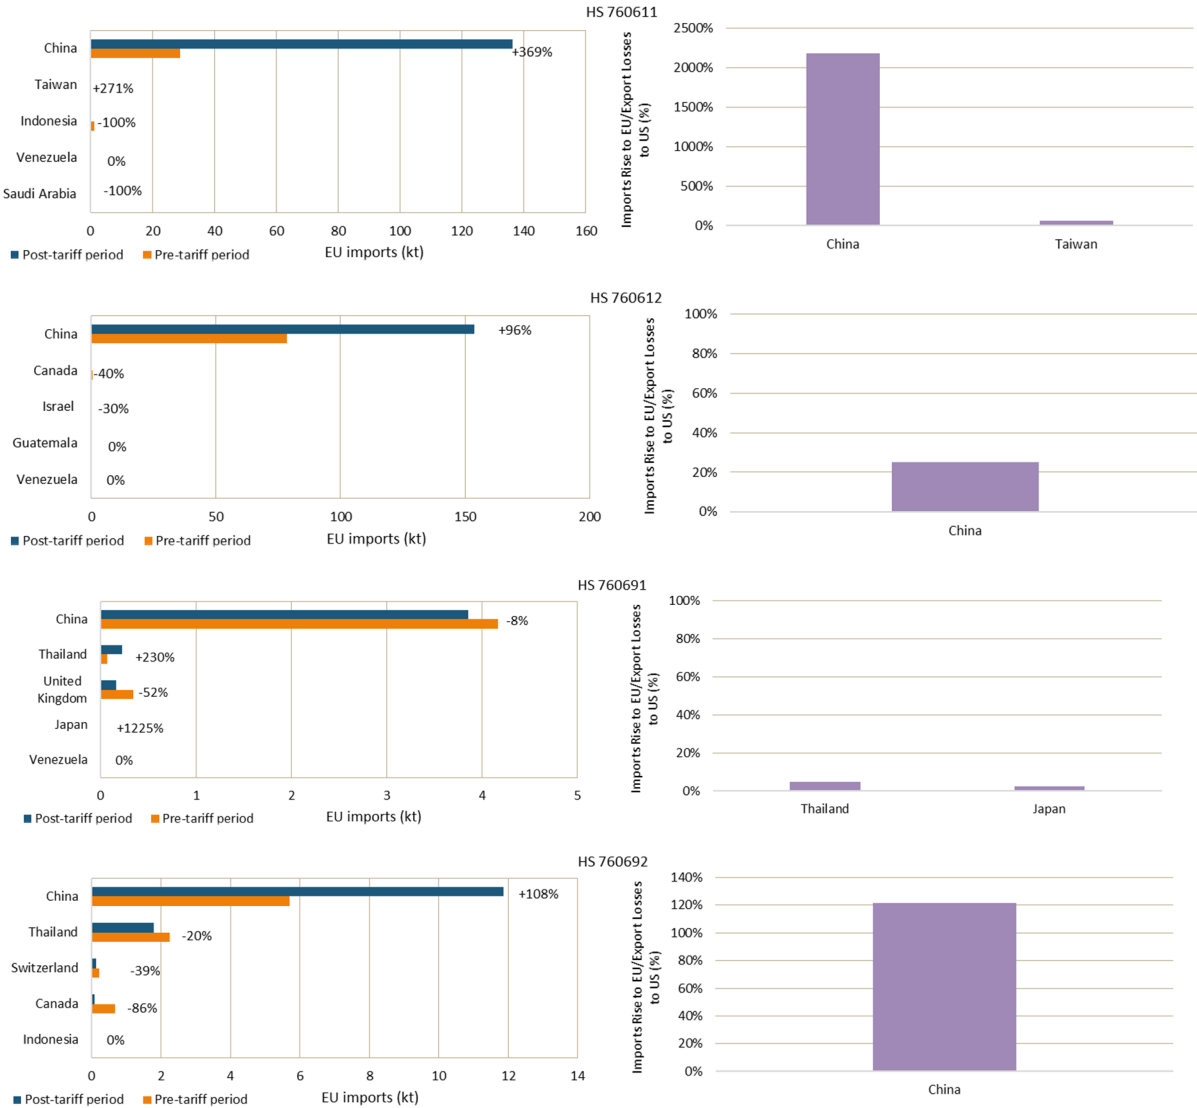 HS 760611
China
+369%
Taiwan
+271%
Indonesia
-100%
Venezuela
0%
Saudi Arabia
-100%
0 20 40 60 80 100 120 140 160
EU imports (kt)
Post-tariff period Pre-tariff period
Imports Rise to EU/Export Losses
to US (%)
2500%
2000%
1500%
1000%
500%
0%
China Taiwan
HS 760612
China
+96%
Canada
-40%
Israel
-30%
Guatemala
0%
Venezuela
0%
0 50 100 150 200
EU imports (kt)
Post-tariff period Pre-tariff period
Imports Rise to EU/Export Losses
to US (%)
100%
80%
60%
40%
20%
0%
China
HS 760691
China
-8%
Thailand
+230%
United
Kingdom
-52%
Japan
+1225%
Venezuela
0%
0 1 2 3 4 5
EU imports (kt)
Post-tariff period Pre-tariff period
Imports Rise to EU/Export Losses
to US (%)
100%
80%
60%
40%
20%
0%
Thailand Japan
HS 760692
China
+108%
Thailand
-20%
Switzerland
-39%
Canada
-86%
Indonesia
0%
0 2 4 6 8 10 12 14
EU imports (kt)
Post-tariff period Pre-tariff period
Imports Rise to EU/Export Losses
to US (%)
140%
120%
100%
80%
60%
40%
20%
0%
China